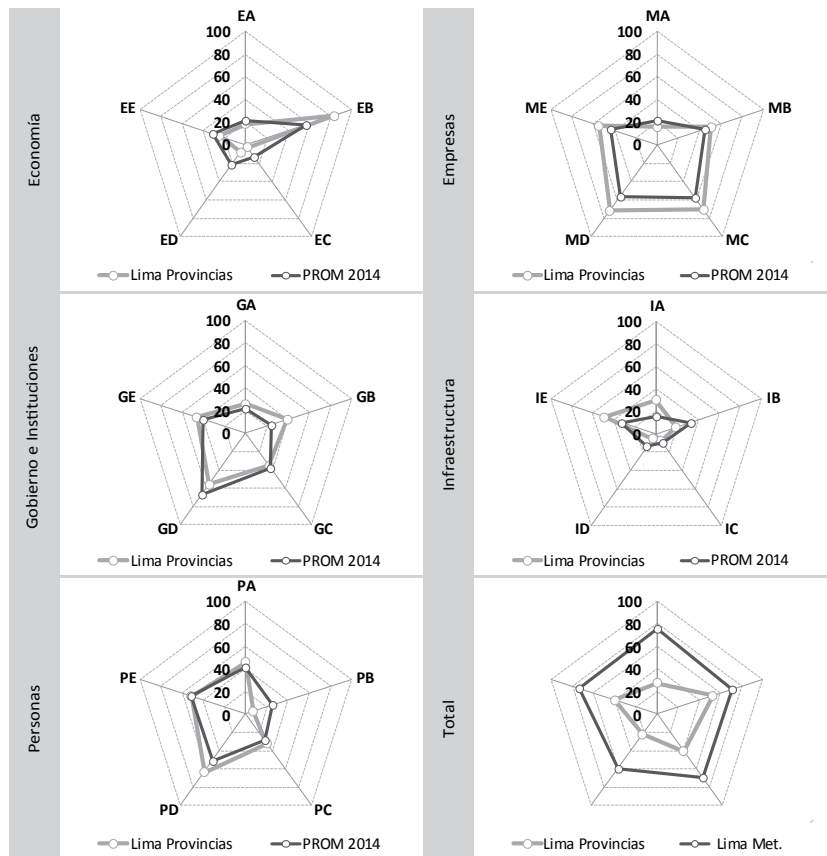 Economía
EA
100
80
60
40
20
0
EB
EC
ED
EE
Lima Provincias
PROM 2014
Empresas
MA
100
80
60
40
20
0
MB
MC
MD
ME
Lima Provincias
PROM 2014
Gobierno e Instituciones
GA
100
80
60
40
20
0
GB
GC
GD
GE
Lima Provincias
PROM 2014
Infraestructura
IA
100
80
60
40
20
0
IB
IC
ID
IE
Lima Provincias
PROM 2014
Personas
PA
100
80
60
40
20
0
PB
PC
PD
PE
Lima Provincias
PROM 2014
Total
100
80
60
40
20
0
Lima Provincias
Lima Met.